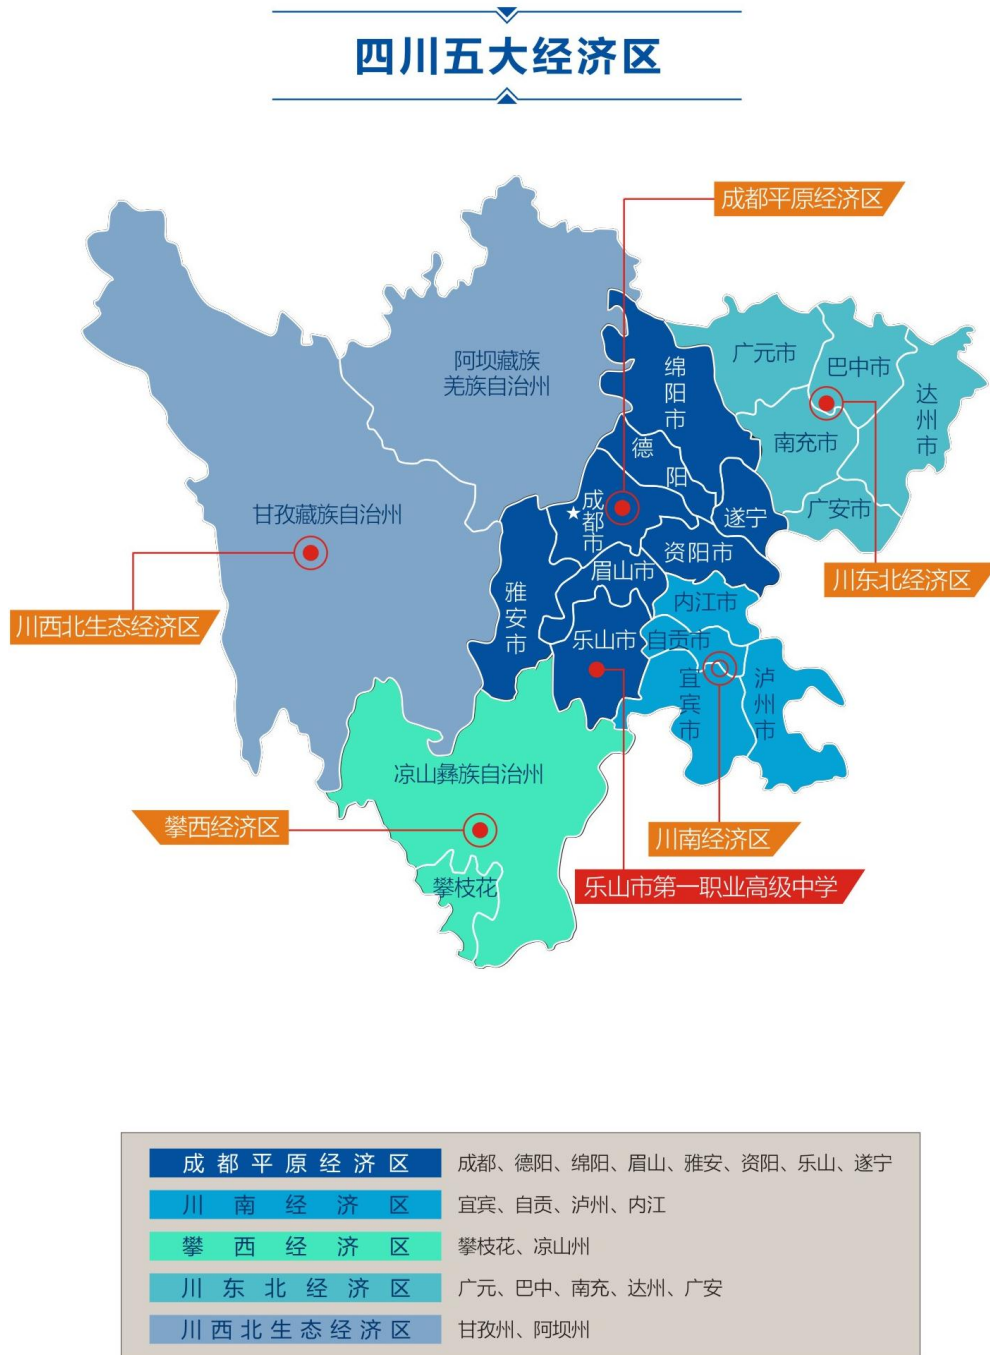 四川五大经济区
成都平原经济区
广元市
巴中市
阿坝藏族
羌族自治州
绵阳市
达州市
南充市
德阳
成都市
遂宁
广安市
甘孜藏族自治州
资阳市
眉山市
川东北经济区
雅安市
内江市
川西北生态经济区
乐山市
自贡市
宜宾市
泸州市
凉山彝族自治州
攀西经济区
川南经济区
攀枝花
乐山市第一职业高级中学
成都平原经济区 成都、德阳、绵阳、眉山、雅安、资阳、乐山、遂宁
川南经济区 宜宾、自贡、泸州、内江
攀西经济区 攀枝花、凉山州
川东北经济区 广元、巴中、南充、达州、广安
川西北生态经济区 甘孜州、阿坝州